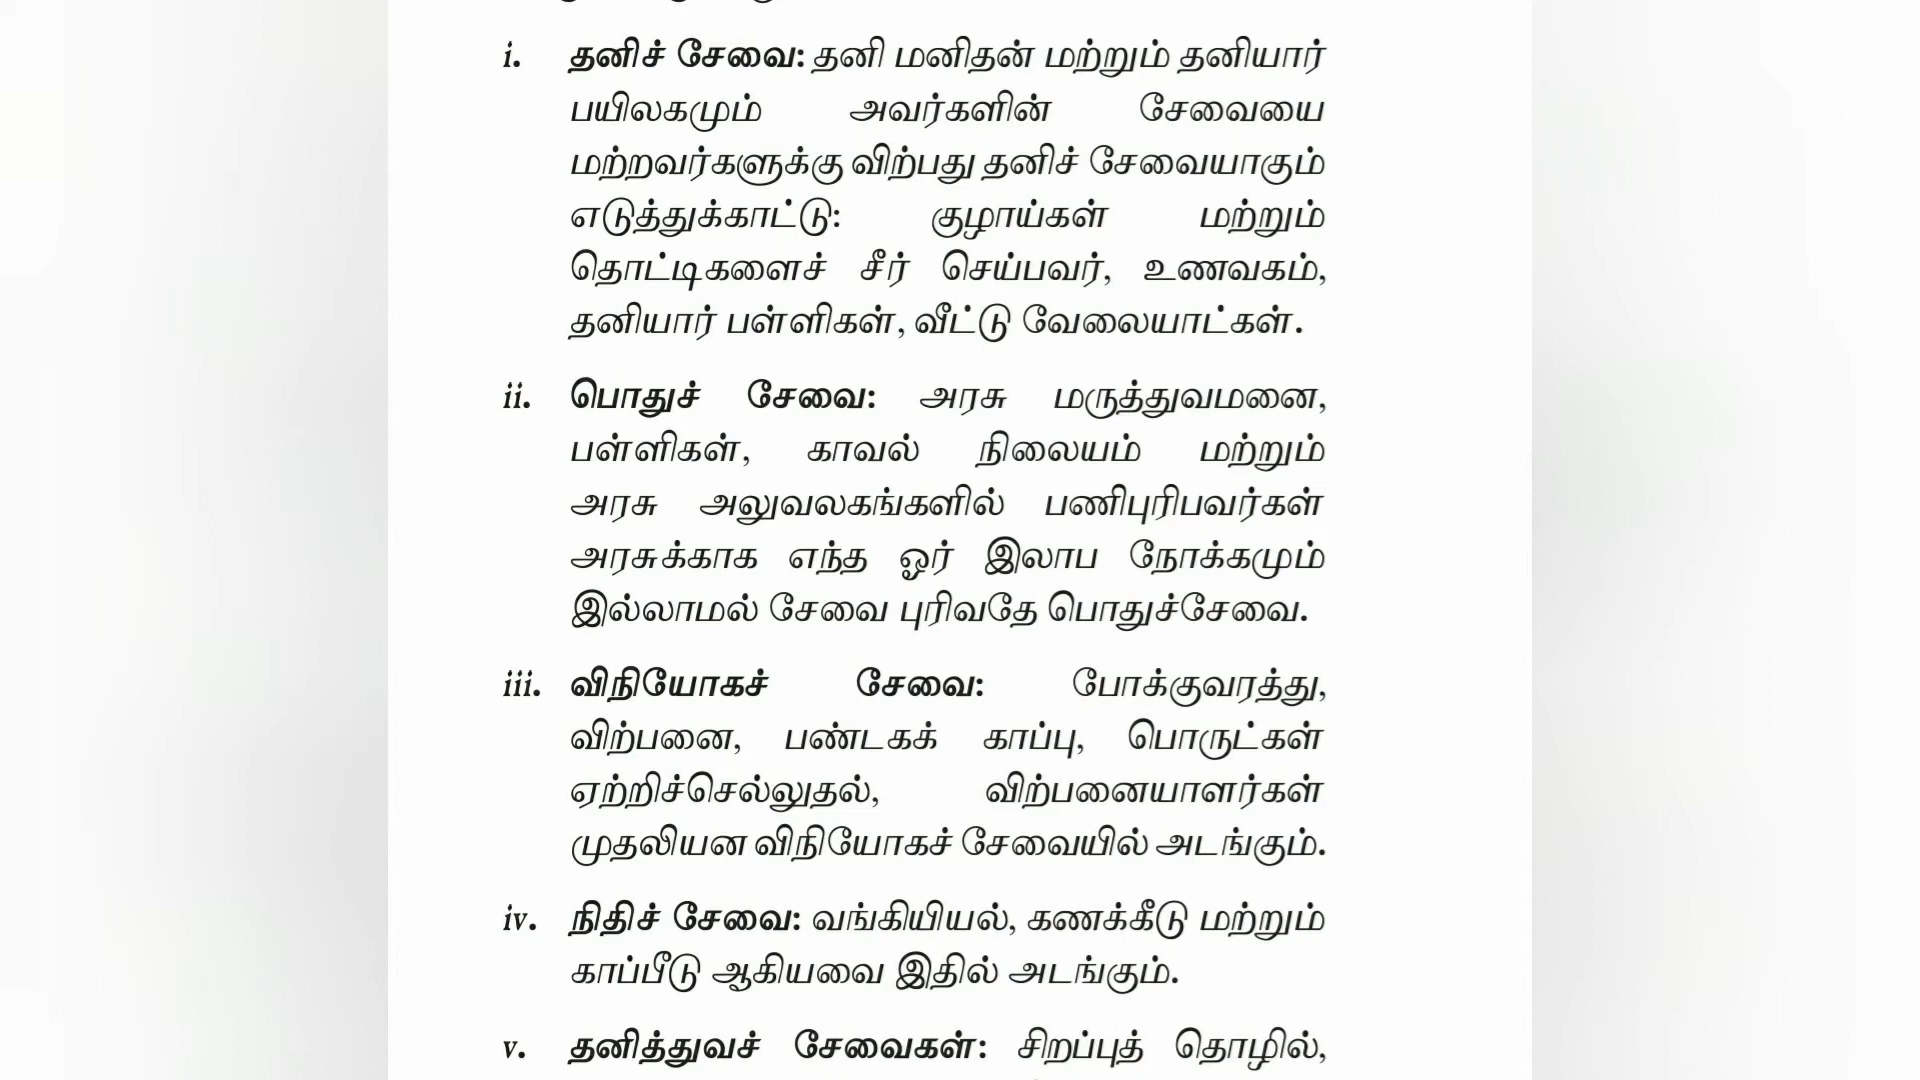 i. தனிச் சேவை: தனி மனிதன் மற்றும் தனியார்
பயிலகமும் அவர்களின் சேவையை
மற்றவர்களுக்கு விற்பது தனிச் சேவையாகும்
எடுத்துக்காட்டு: குழாய்கள் மற்றும்
தொட்டிகளைச் சீர் செய்பவர், உணவகம்,
தனியார் பள்ளிகள், வீட்டு வேலையாட்கள்.
ii. பொதுச் சேவை: அரசு மருத்துவமனை,
பள்ளிகள், காவல் நிலையம் மற்றும்
அரசு அலுவலகங்களில் பணிபுரிபவர்கள்
அரசுக்காக எந்த ஓர் இலாப நோக்கமும்
இல்லாமல் சேவை புரிவதே பொதுச்சேவை.
iii. விநியோகச் சேவை: போக்குவரத்து,
விற்பனை, பண்டகக் காப்பு, பொருட்கள்
ஏற்றிச்செல்லுதல், விற்பனையாளர்கள்
முதலியன விநியோகச் சேவையில் அடங்கும்.
iv. நிதிச் சேவை: வங்கியியல், கணக்கீடு மற்றும்
காப்பீடு ஆகியவை இதில் அடங்கும்.
v. தனித்துவச் சேவைகள்: சிறப்புத் தொழில்,